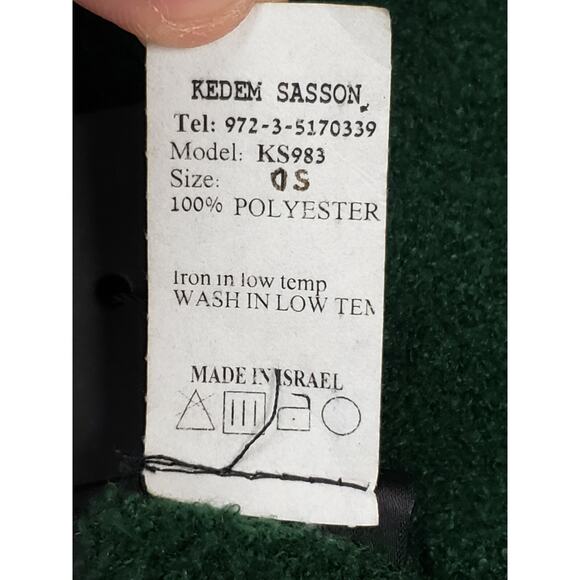 KEDEM SASSON
Tel: 972-3-5170339
Model: KS983
Size: OS
100% POLYESTER
Iron in low temp
WASH IN LOW TEM
MADE IN ISRAEL